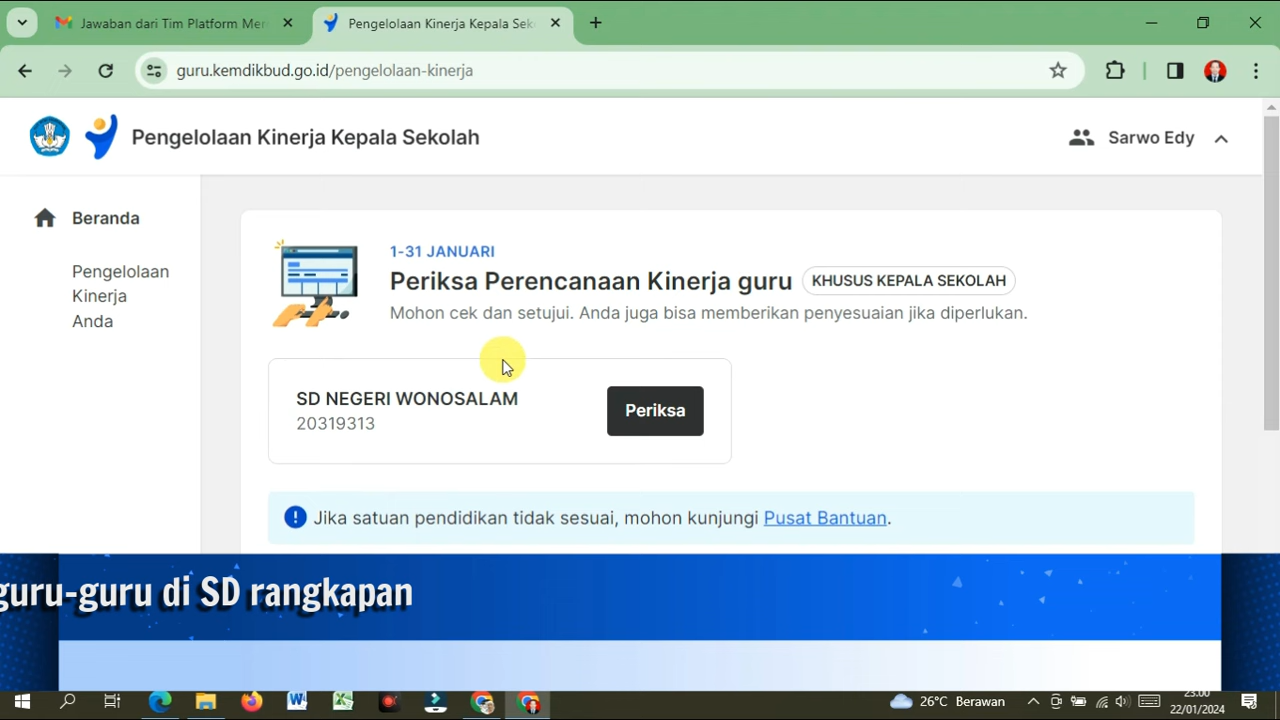 Jawaban dari Tim Platform Mer
Pengelolaan Kinerja Kepala Sek
guru.kemdikbud.go.id/pengelolaan-kinerja
Pengelolaan Kinerja Kepala Sekolah
Sarwo Edy
Beranda
Pengelolaan
Kinerja
Anda
1-31 JANUARI
Periksa Perencanaan Kinerja guru
KHUSUS KEPALA SEKOLAH
Mohon cek dan setujui. Anda juga bisa memberikan penyesuaian jika diperlukan.
SD NEGERI WONOSALAM
20319313
Periksa
Jika satuan pendidikan tidak sesuai, mohon kunjungi Pusat Bantuan.
guru-guru di SD rangkapan
26°C Berawan
23.00
22/01/2024